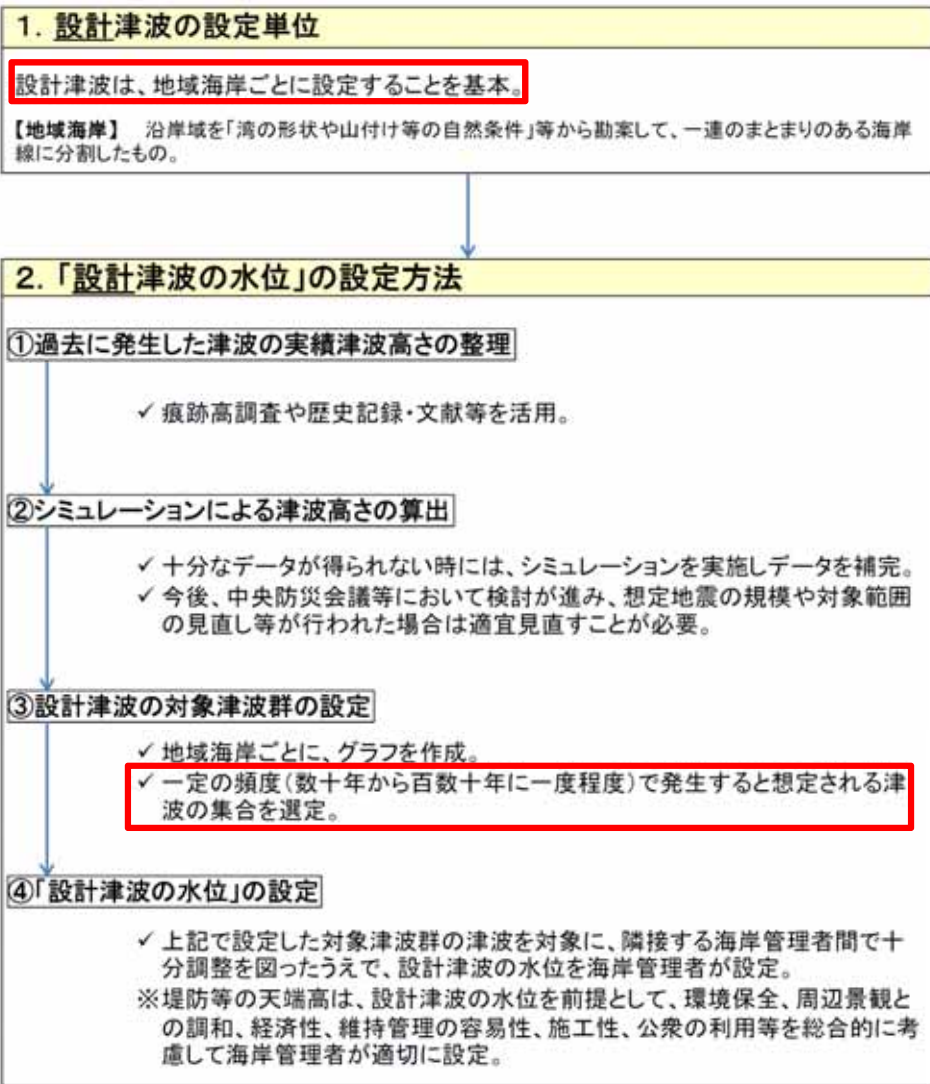 １．設計津波の設定単位
設計津波は、地域海岸ごとに設定することを基本。
【地域海岸】　沿岸域を「湾の形状や山付け等の自然条件」等から勘案して、一連のまとまりのある海岸
線に分割したもの。
２．「設計津波の水位」の設定方法
①過去に発生した津波の実績津波高さの整理
✓ 痕跡高調査や歴史記録・文献等を活用。
②シミュレーションによる津波高さの算出
✓ 十分なデータが得られない時には、シミュレーションを実施しデータを補完。
✓ 今後、中央防災会議等において検討が進み、想定地震の規模や対象範囲
の見直し等が行われた場合は適宜見直すことが必要。
③設計津波の対象津波群の設定
✓ 地域海岸ごとに、グラフを作成。
✓ 一定の頻度（数十年から百数十年に一度程度）で発生すると想定される津
波の集合を選定。
④「設計津波の水位」の設定
✓ 上記で設定した対象津波群の津波を対象に、隣接する海岸管理者間で十
分調整を図ったうえで、設計津波の水位を海岸管理者が設定。
※堤防等の天端高は、設計津波の水位を前提として、環境保全、周辺景観と
の調和、経済性、維持管理の容易性、施工性、公衆の利用等を総合的に考
慮して海岸管理者が適切に設定。